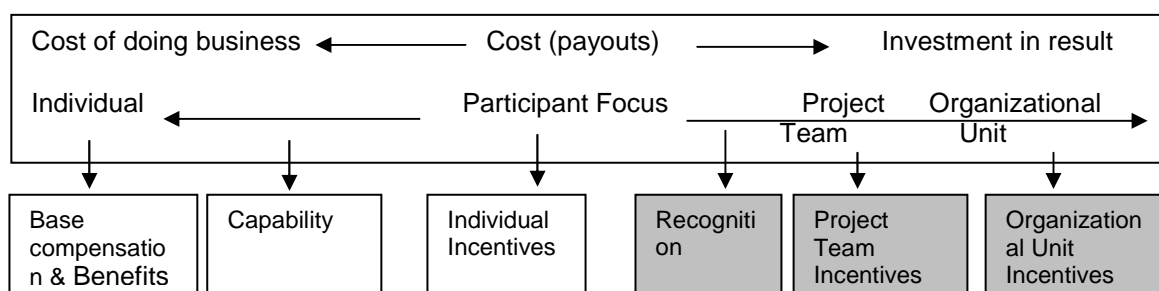 Cost of doing business Cost (payouts) Investment in result
Individual Participant Focus Project Organizational
Team Unit
Base
compensatio
n & Benefits
Capability
Individual
Incentives
Recogniti
on
Project
Team
Incentives
Organization
al Unit
Incentives